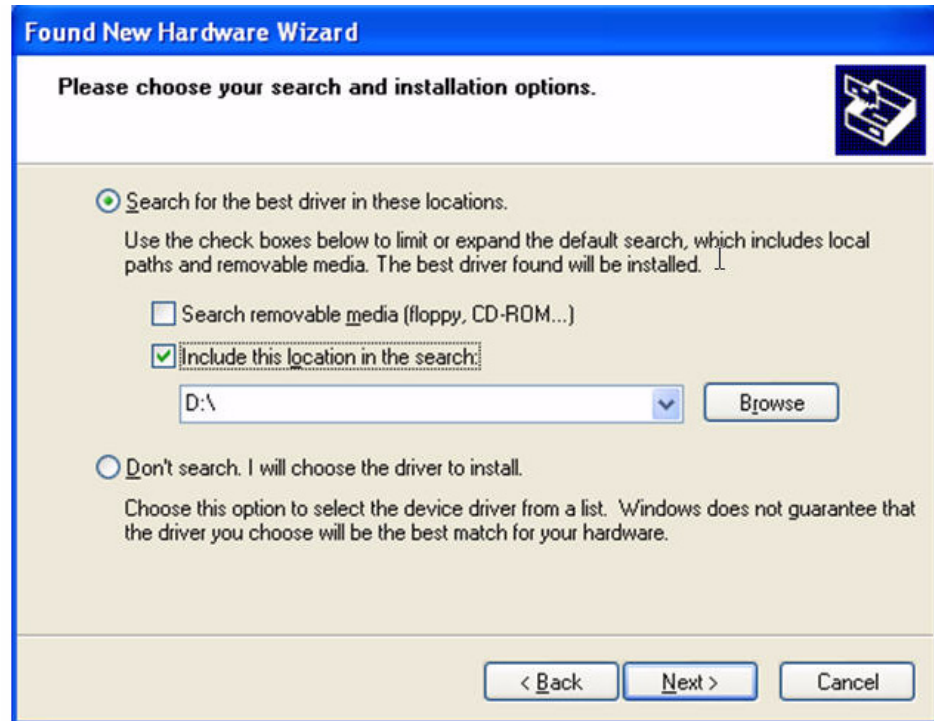 Found New Hardware Wizard
Please choose your search and installation options.
Search for the best driver in these locations.
Use the check boxes below to limit or expand the default search, which includes local
paths and removable media. The best driver found will be installed.
Search removable media (floppy, CD-ROM...)
Include this location in the search:
D:\
Browse
Don't search. I will choose the driver to install.
Choose this option to select the device driver from a list. Windows does not guarantee that
the driver you choose will be the best match for your hardware.
< Back
Next >
Cancel